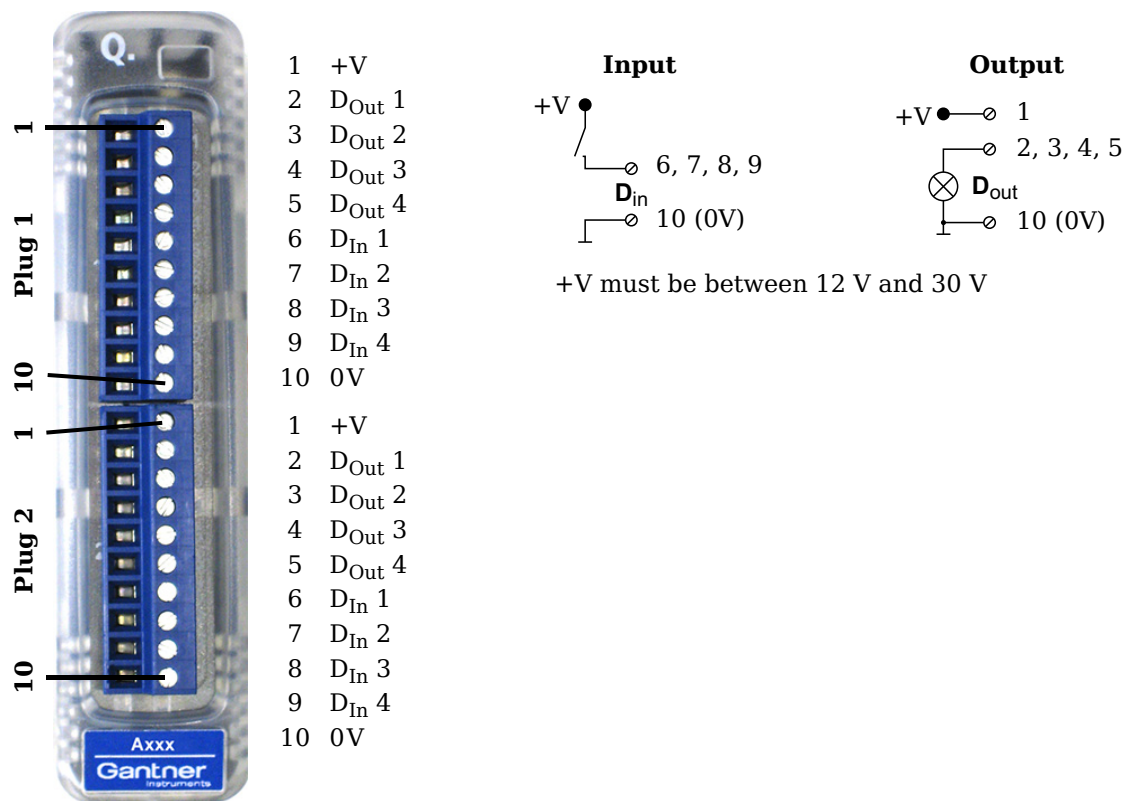 Q.
1
Plug 1
10
1
Plug 2
10
Axxx
Gantner
Instruments
1 +V
2 DOut 1
3 DOut 2
4 DOut 3
5 DOut 4
6 DIn 1
7 DIn 2
8 DIn 3
9 DIn 4
10 0V
1 +V
2 DOut 1
3 DOut 2
4 DOut 3
5 DOut 4
6 DIn 1
7 DIn 2
8 DIn 3
9 DIn 4
10 0V
Input
+V
6, 7, 8, 9
Din
10 (0V)
Output
+V 1
2, 3, 4, 5
Dout
10 (0V)
+V must be between 12 V and 30 V